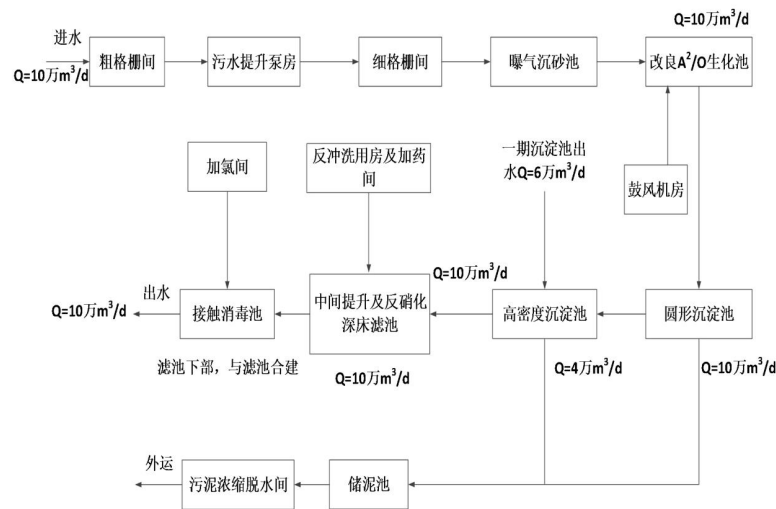 Q=10万m³/d
进水
Q=10万m³/d
粗格栅间
污水提升泵房
细格栅间
曝气沉砂池
改良A²/O生化池
加氯间
反冲洗用房及加药
间
一期沉淀池出
水Q=6万m³/d
鼓风机房
Q=10万m³/d
出水
Q=10万m³/d
接触消毒池
中间提升及反硝化
深床滤池
高密度沉淀池
圆形沉淀池
滤池下部，与滤池合建
Q=10万m³/d
Q=4万m³/d
Q=10万m³/d
外运
污泥浓缩脱水间
储泥池